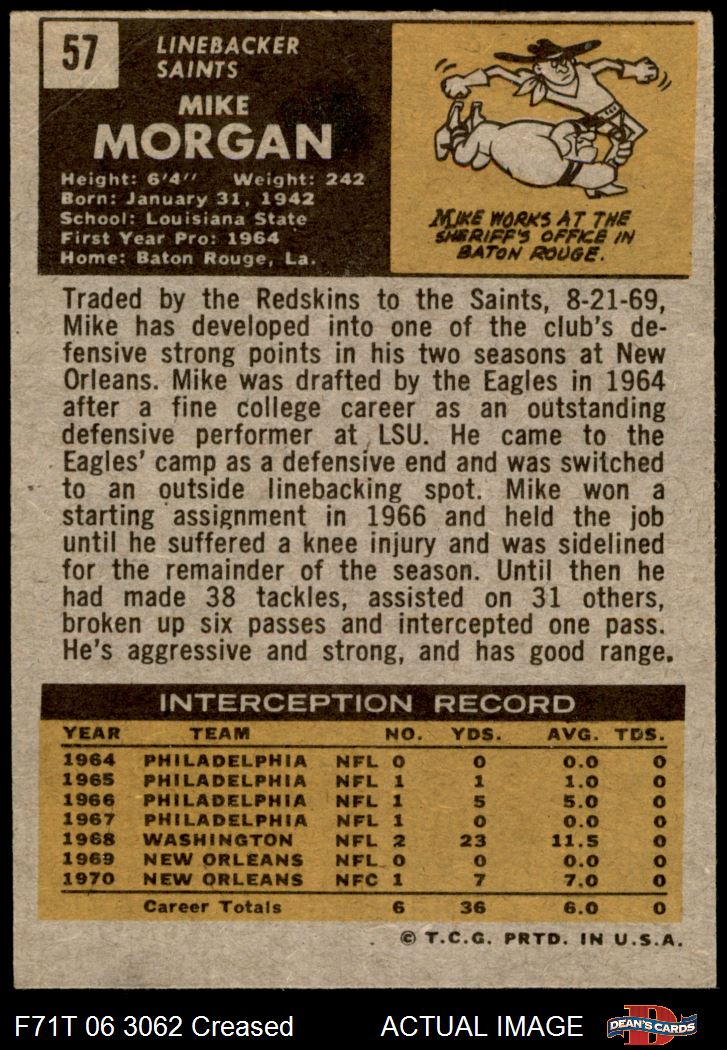 57
LINEBACKER
SAINTS
MIKE
MORGAN
Height: 6'4" Weight: 242
Born: January 31, 1942
School: Louisiana State
First Year Pro: 1964
Home: Baton Rouge, La.
MIKE WORKS AT THE
SHERIFF'S OFFICE IN
BATON ROUGE.
Traded by the Redskins to the Saints, 8-21-69,
Mike has developed into one of the club's de-
fensive strong points in his two seasons at New
Orleans. Mike was drafted by the Eagles in 1964
after a fine college career as an outstanding
defensive performer at LSU. He came to the
Eagles' camp as a defensive end and was switched
to an outside linebacking spot. Mike won a
starting assignment in 1966 and held the job
until he suffered a knee injury and was sidelined
for the remainder of the season. Until then he
had made 38 tackles, assisted on 31 others,
broken up six passes and intercepted one pass.
He's aggressive and strong, and has good range.
INTERCEPTION RECORD
YEAR TEAM NO. YDS. AVG. TDS.
1964 PHILADELPHIA NFL 0 0 0.0 0
1965 PHILADELPHIA NFL 1 1 1.0 0
1966 PHILADELPHIA NFL 1 5 5.0 0
1967 PHILADELPHIA NFL 1 0 0.0 0
1968 WASHINGTON NFL 2 23 11.5 0
1969 NEW ORLEANS NFL 0 0 0.0 0
1970 NEW ORLEANS NFC 1 7 7.0 0
Career Totals 6 36 6.0 0
© T.C.G. PRTD. IN U.S.A.
F71T 06 3062 Creased ACTUAL IMAGE
D
DEAN'S CARDS